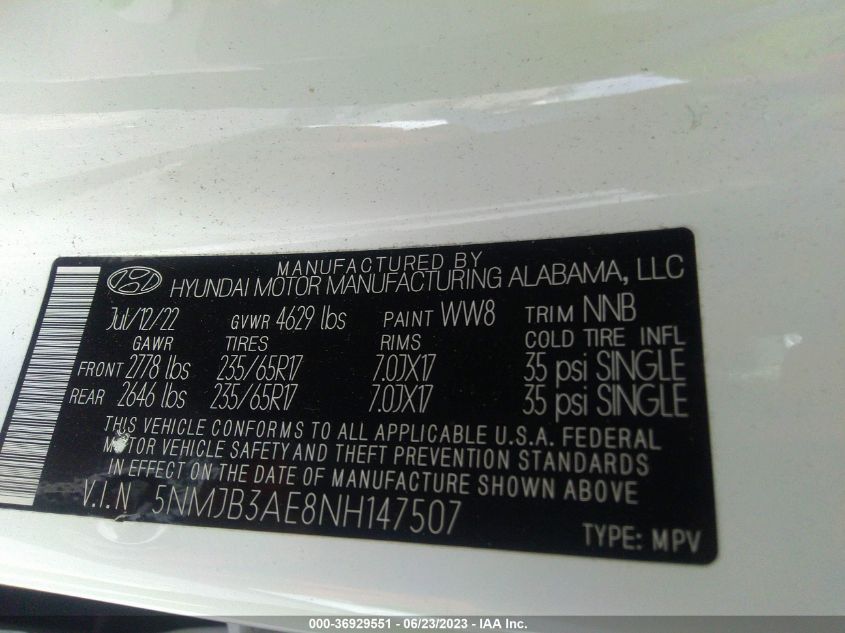 MANUFACTURED BY
HYUNDAI MOTOR MANUFACTURING ALABAMA, LLC
Jul/12/22 GVWR 4629 lbs PAINT WW8 TRIM NNB
GAWR TIRES RIMS COLD TIRE INFL
FRONT 2778 lbs 235/65R17 7.0JX17 35 psi SINGLE
REAR 2646 lbs 235/65R17 7.0JX17 35 psi SINGLE
THIS VEHICLE CONFORMS TO ALL APPLICABLE U.S.A. FEDERAL
MOTOR VEHICLE SAFETY AND THEFT PREVENTION STANDARDS
IN EFFECT ON THE DATE OF MANUFACTURE SHOWN ABOVE
V.I.N 5NMJB3AE8NH147507
TYPE: MPV
000-36929551 - 06/23/2023 - IAA Inc.